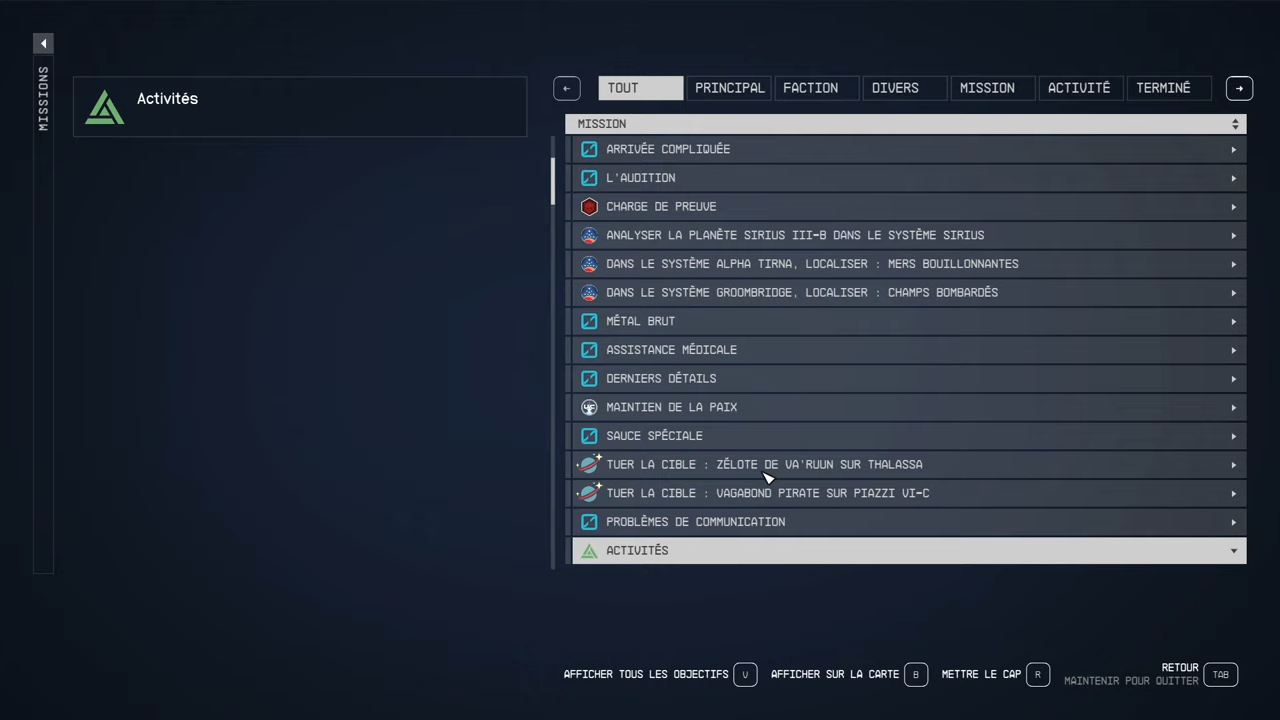 MISSIONS
Activités
TOUT
PRINCIPAL
FACTION
DIVERS
MISSION
ACTIVITÉ
TERMINÉ
MISSION
ARRIVÉE COMPLIQUÉE
L'AUDITION
CHARGE DE PREUVE
ANALYSER LA PLANÈTE SIRIUS III-B DANS LE SYSTÈME SIRIUS
DANS LE SYSTÈME ALPHA TIRNA, LOCALISER : MERS BOUILLONNANTES
DANS LE SYSTÈME GROOMBRIDGE, LOCALISER : CHAMPS BOMBARDÉS
MÉTAL BRUT
ASSISTANCE MÉDICALE
DERNIERS DÉTAILS
MAINTIEN DE LA PAIX
SAUCE SPÉCIALE
TUER LA CIBLE : ZÉLOTE DE VA'RUUN SUR THALASSA
TUER LA CIBLE : VAGABOND PIRATE SUR PIAZZI VI-C
PROBLÈMES DE COMMUNICATION
ACTIVITÉS
AFFICHER TOUS LES OBJECTIFS V
AFFICHER SUR LA CARTE B
METTRE LE CAP R
RETOUR
MAINTENIR POUR QUITTER
TAB